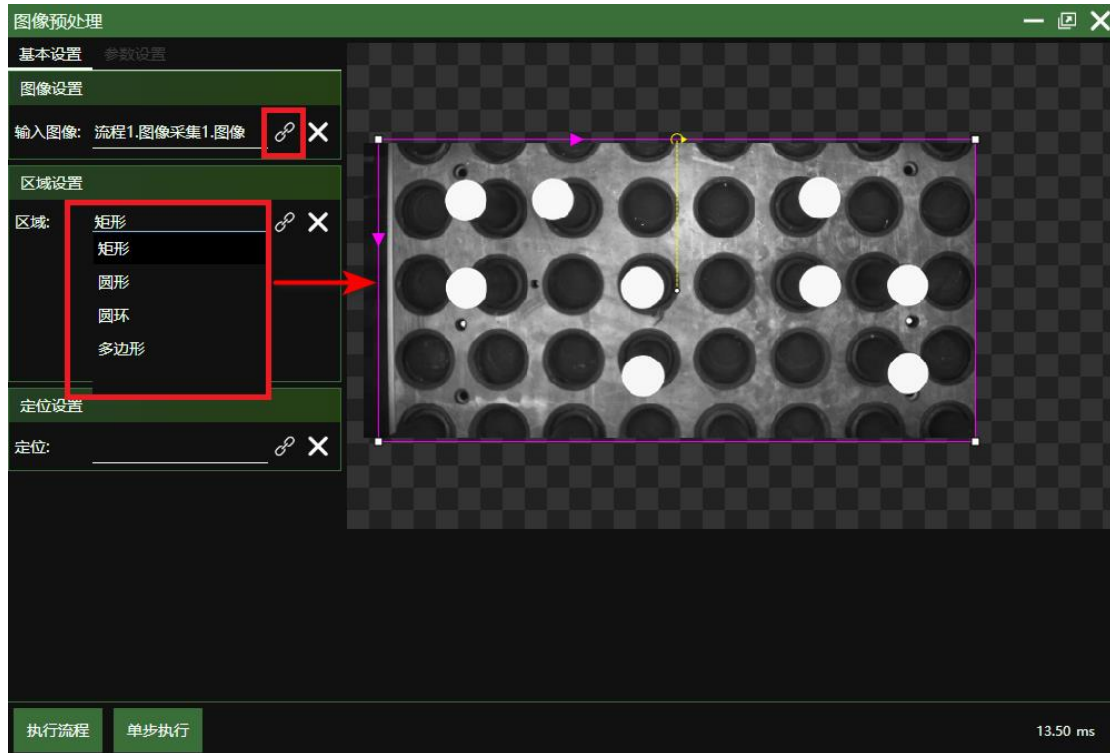 图像预处理
基本设置 参数设置
图像设置
输入图像: 流程1.图像采集1.图像
区域设置
区域: 矩形
矩形
圆形
圆环
多边形
定位设置
定位:
执行流程 单步执行 13.50 ms